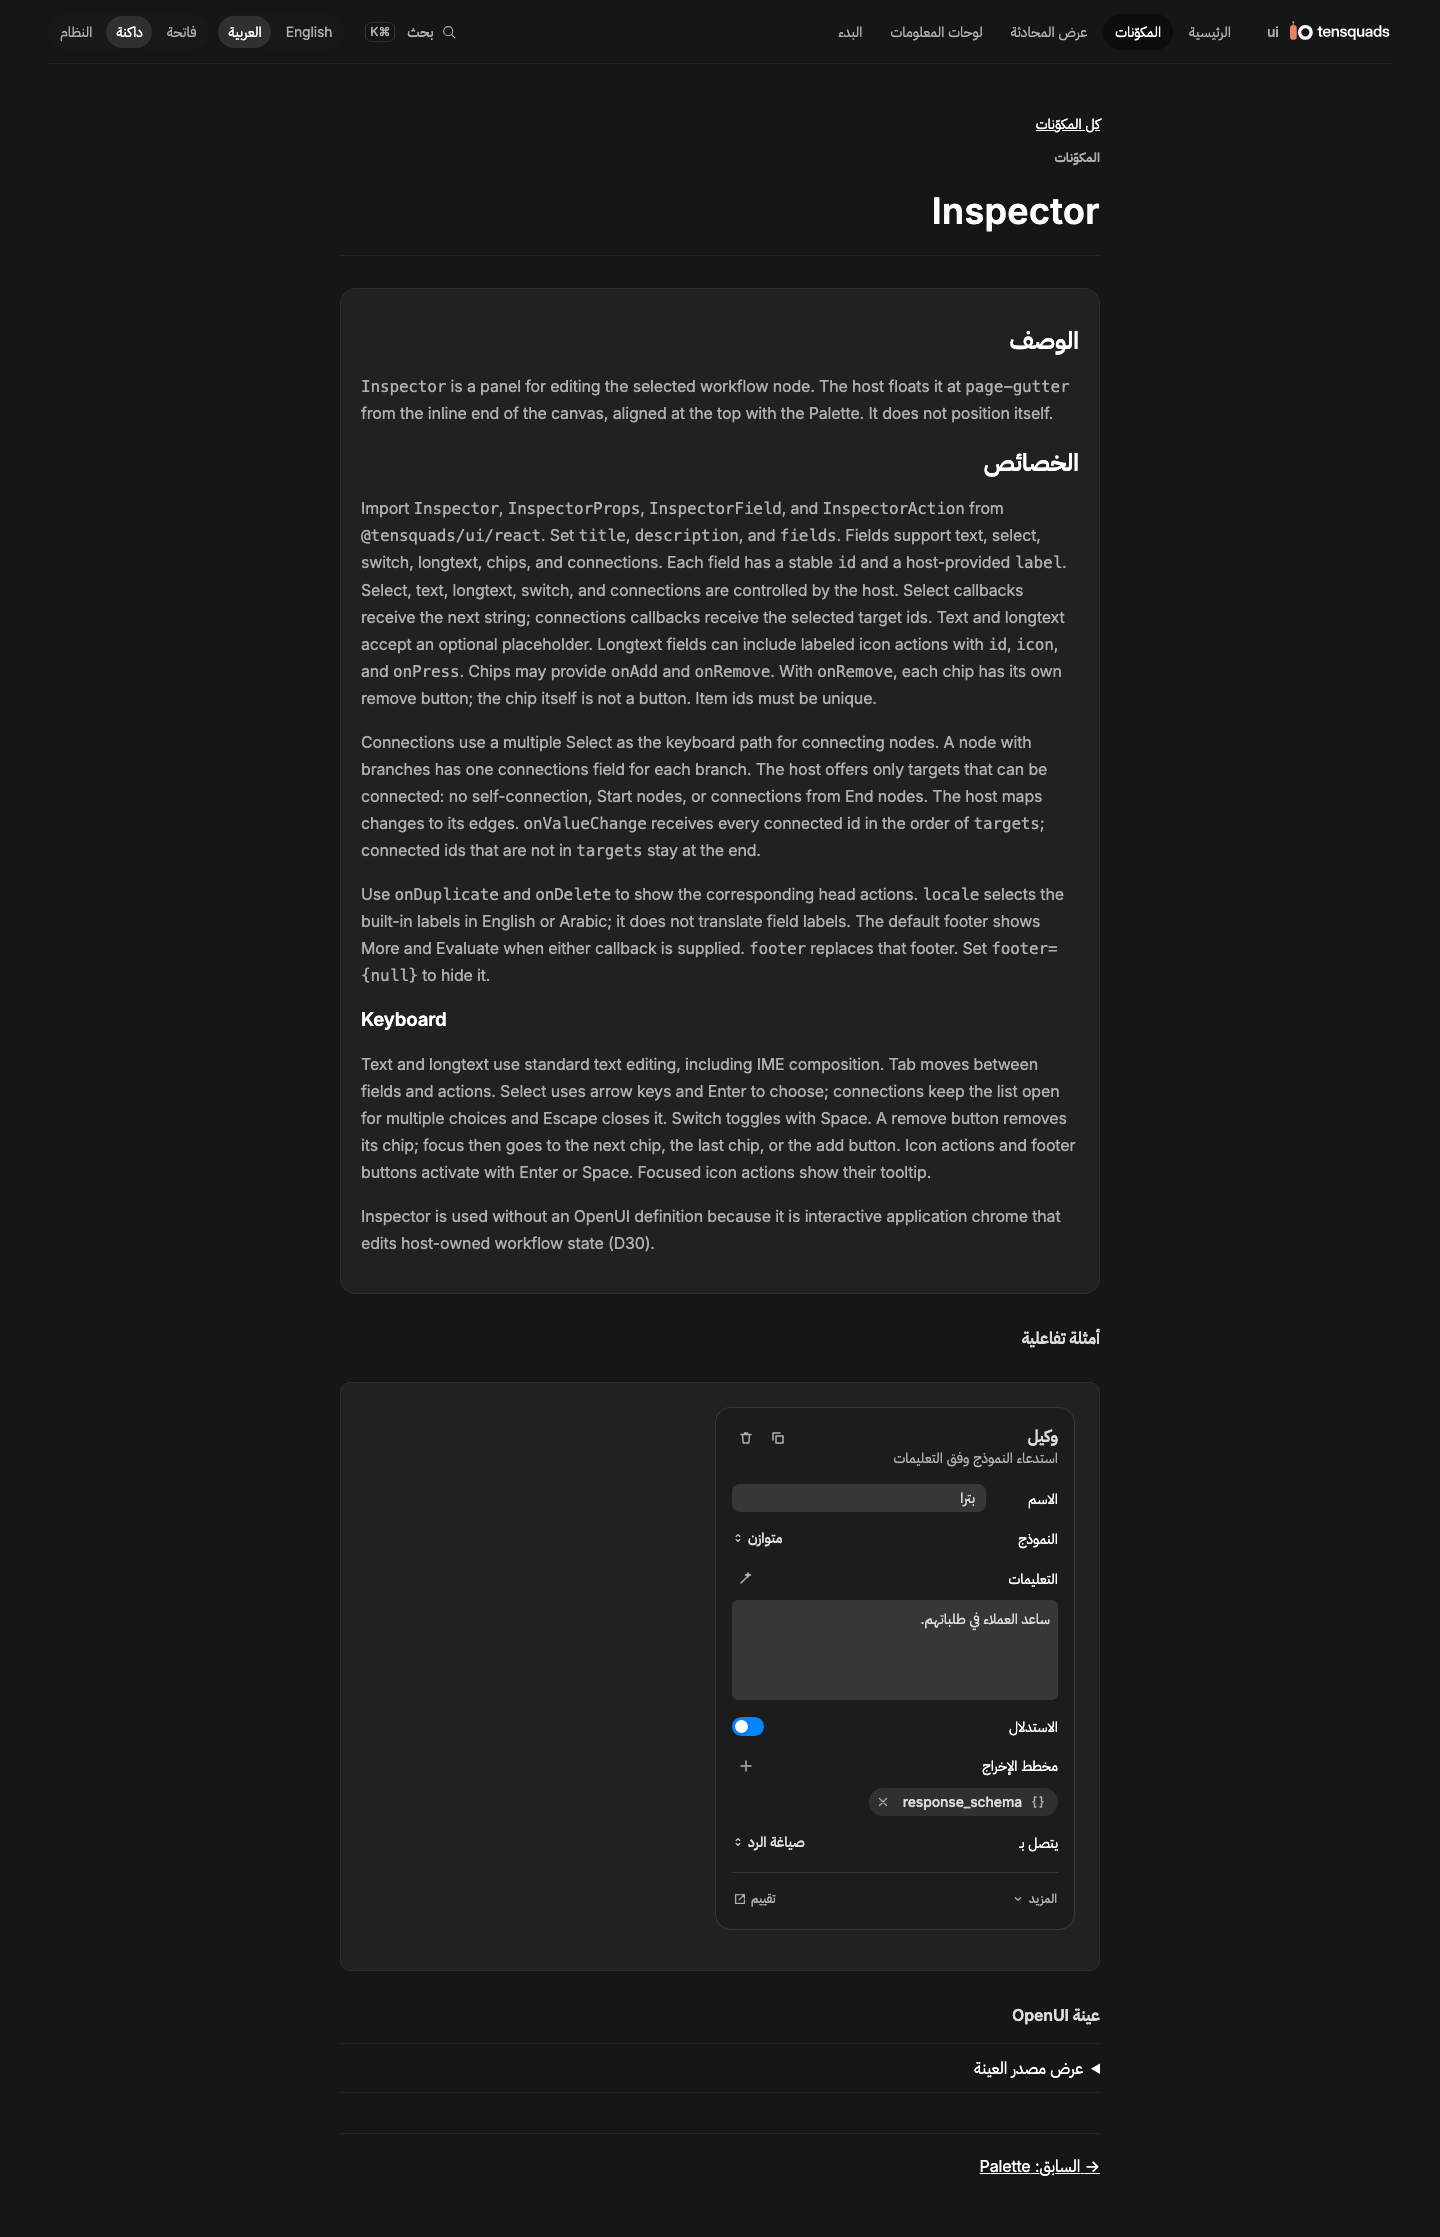 tensquads ui
الرئيسية
المكوّنات
عرض المحادثة
لوحات المعلومات
البدء
بحث
⌘K
English
العربية
فاتحة
داكنة
النظام
كل المكوّنات
المكوّنات
Inspector
الوصف
Inspector is a panel for editing the selected workflow node. The host floats it at page-gutter
from the inline end of the canvas, aligned at the top with the Palette. It does not position itself.
الخصائص
Import Inspector, InspectorProps, InspectorField, and InspectorAction from
@tensquads/ui/react. Set title, description, and fields. Fields support text, select,
switch, longtext, chips, and connections. Each field has a stable id and a host-provided label.
Select, text, longtext, switch, and connections are controlled by the host. Select callbacks
receive the next string; connections callbacks receive the selected target ids. Text and longtext
accept an optional placeholder. Longtext fields can include labeled icon actions with id, icon,
and onPress. Chips may provide onAdd and onRemove. With onRemove, each chip has its own
remove button; the chip itself is not a button. Item ids must be unique.
Connections use a multiple Select as the keyboard path for connecting nodes. A node with
branches has one connections field for each branch. The host offers only targets that can be
connected: no self-connection, Start nodes, or connections from End nodes. The host maps
changes to its edges. onValueChange receives every connected id in the order of targets;
connected ids that are not in targets stay at the end.
Use onDuplicate and onDelete to show the corresponding head actions. locale selects the
built-in labels in English or Arabic; it does not translate field labels. The default footer shows
More and Evaluate when either callback is supplied. footer replaces that footer. Set footer=
{null} to hide it.
Keyboard
Text and longtext use standard text editing, including IME composition. Tab moves between
fields and actions. Select uses arrow keys and Enter to choose; connections keep the list open
for multiple choices and Escape closes it. Switch toggles with Space. A remove button removes
its chip; focus then goes to the next chip, the last chip, or the add button. Icon actions and footer
buttons activate with Enter or Space. Focused icon actions show their tooltip.
Inspector is used without an OpenUI definition because it is interactive application chrome that
edits host-owned workflow state (D30).
أمثلة تفاعلية
وكيل
استدعاء النموذج وفق التعليمات
الاسم
بترا
النموذج
متوازن
التعليمات
ساعد العملاء في طلباتهم.
الاستدلال
مخطط الإخراج
{} response_schema
يتصل بـ
صياغة الرد
المزيد
تقييم
عينة OpenUI
عرض مصدر العينة
→ السابق: Palette